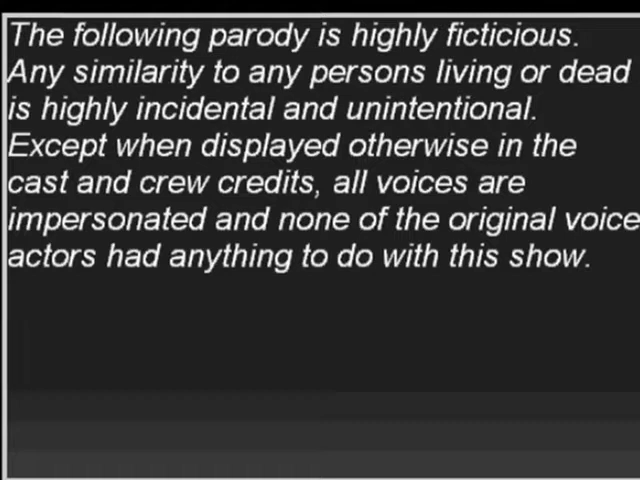 The following parody is highly ficticious.
Any similarity to any persons living or dead
is highly incidental and unintentional.
Except when displayed otherwise in the
cast and crew credits, all voices are
impersonated and none of the original voice
actors had anything to do with this show.